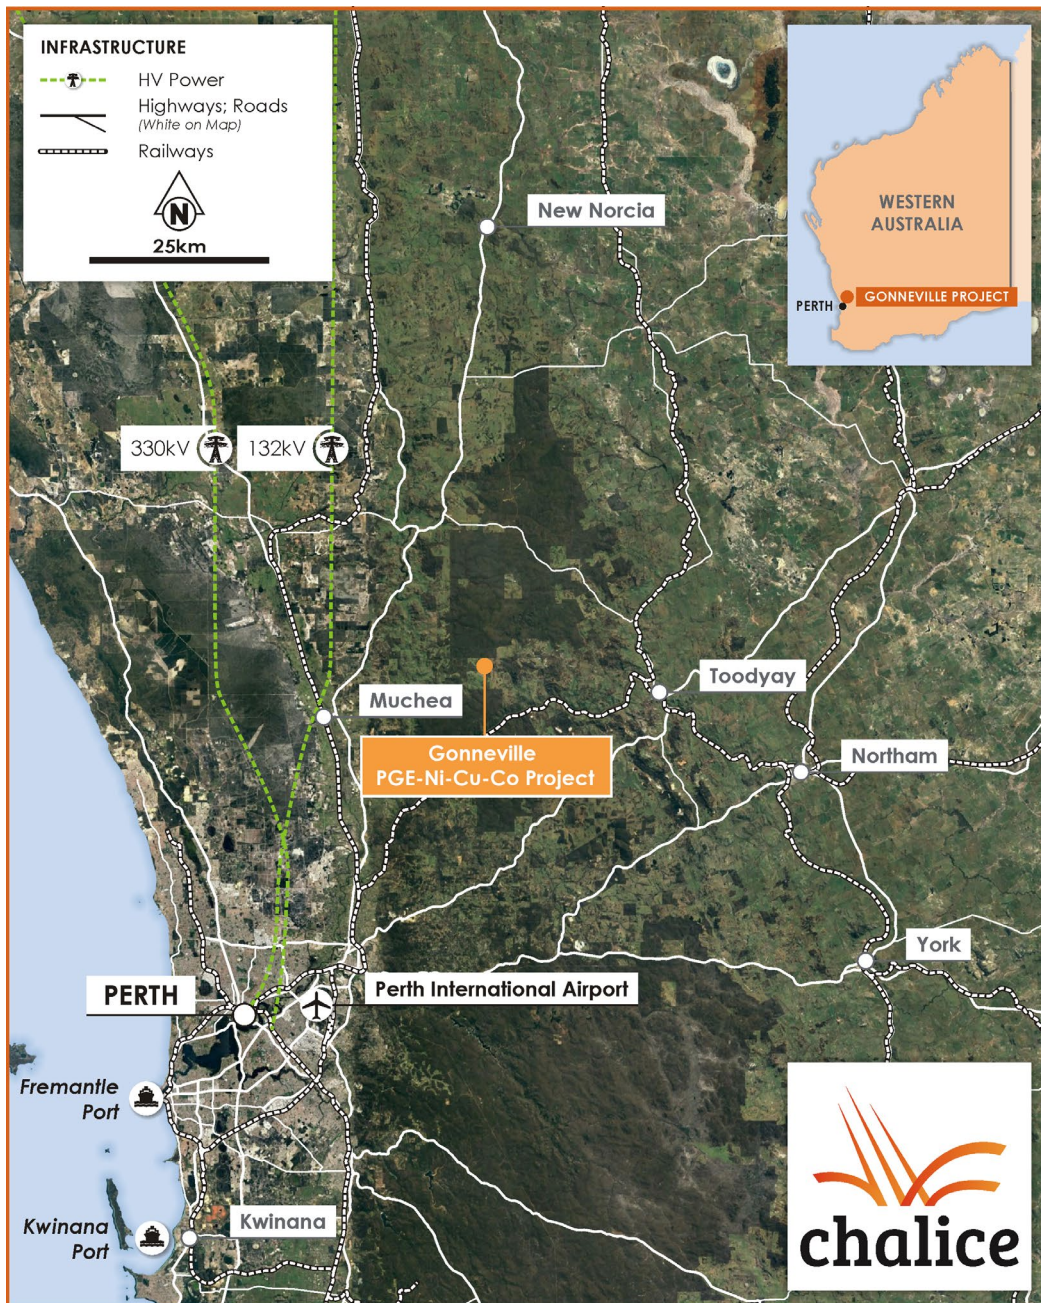 INFRASTRUCTURE
HV Power
Highways; Roads
(White on Map)
Railways
N
25km
New Norcia
WESTERN
AUSTRALIA
GONNEVILLE PROJECT
PERTH
330kV
132kV
Toodyay
Muchea
Gonneville
PGE-Ni-Cu-Co Project
Northam
York
PERTH
Perth International Airport
Fremantle
Port
Kwinana
Kwinana
Port
chalice